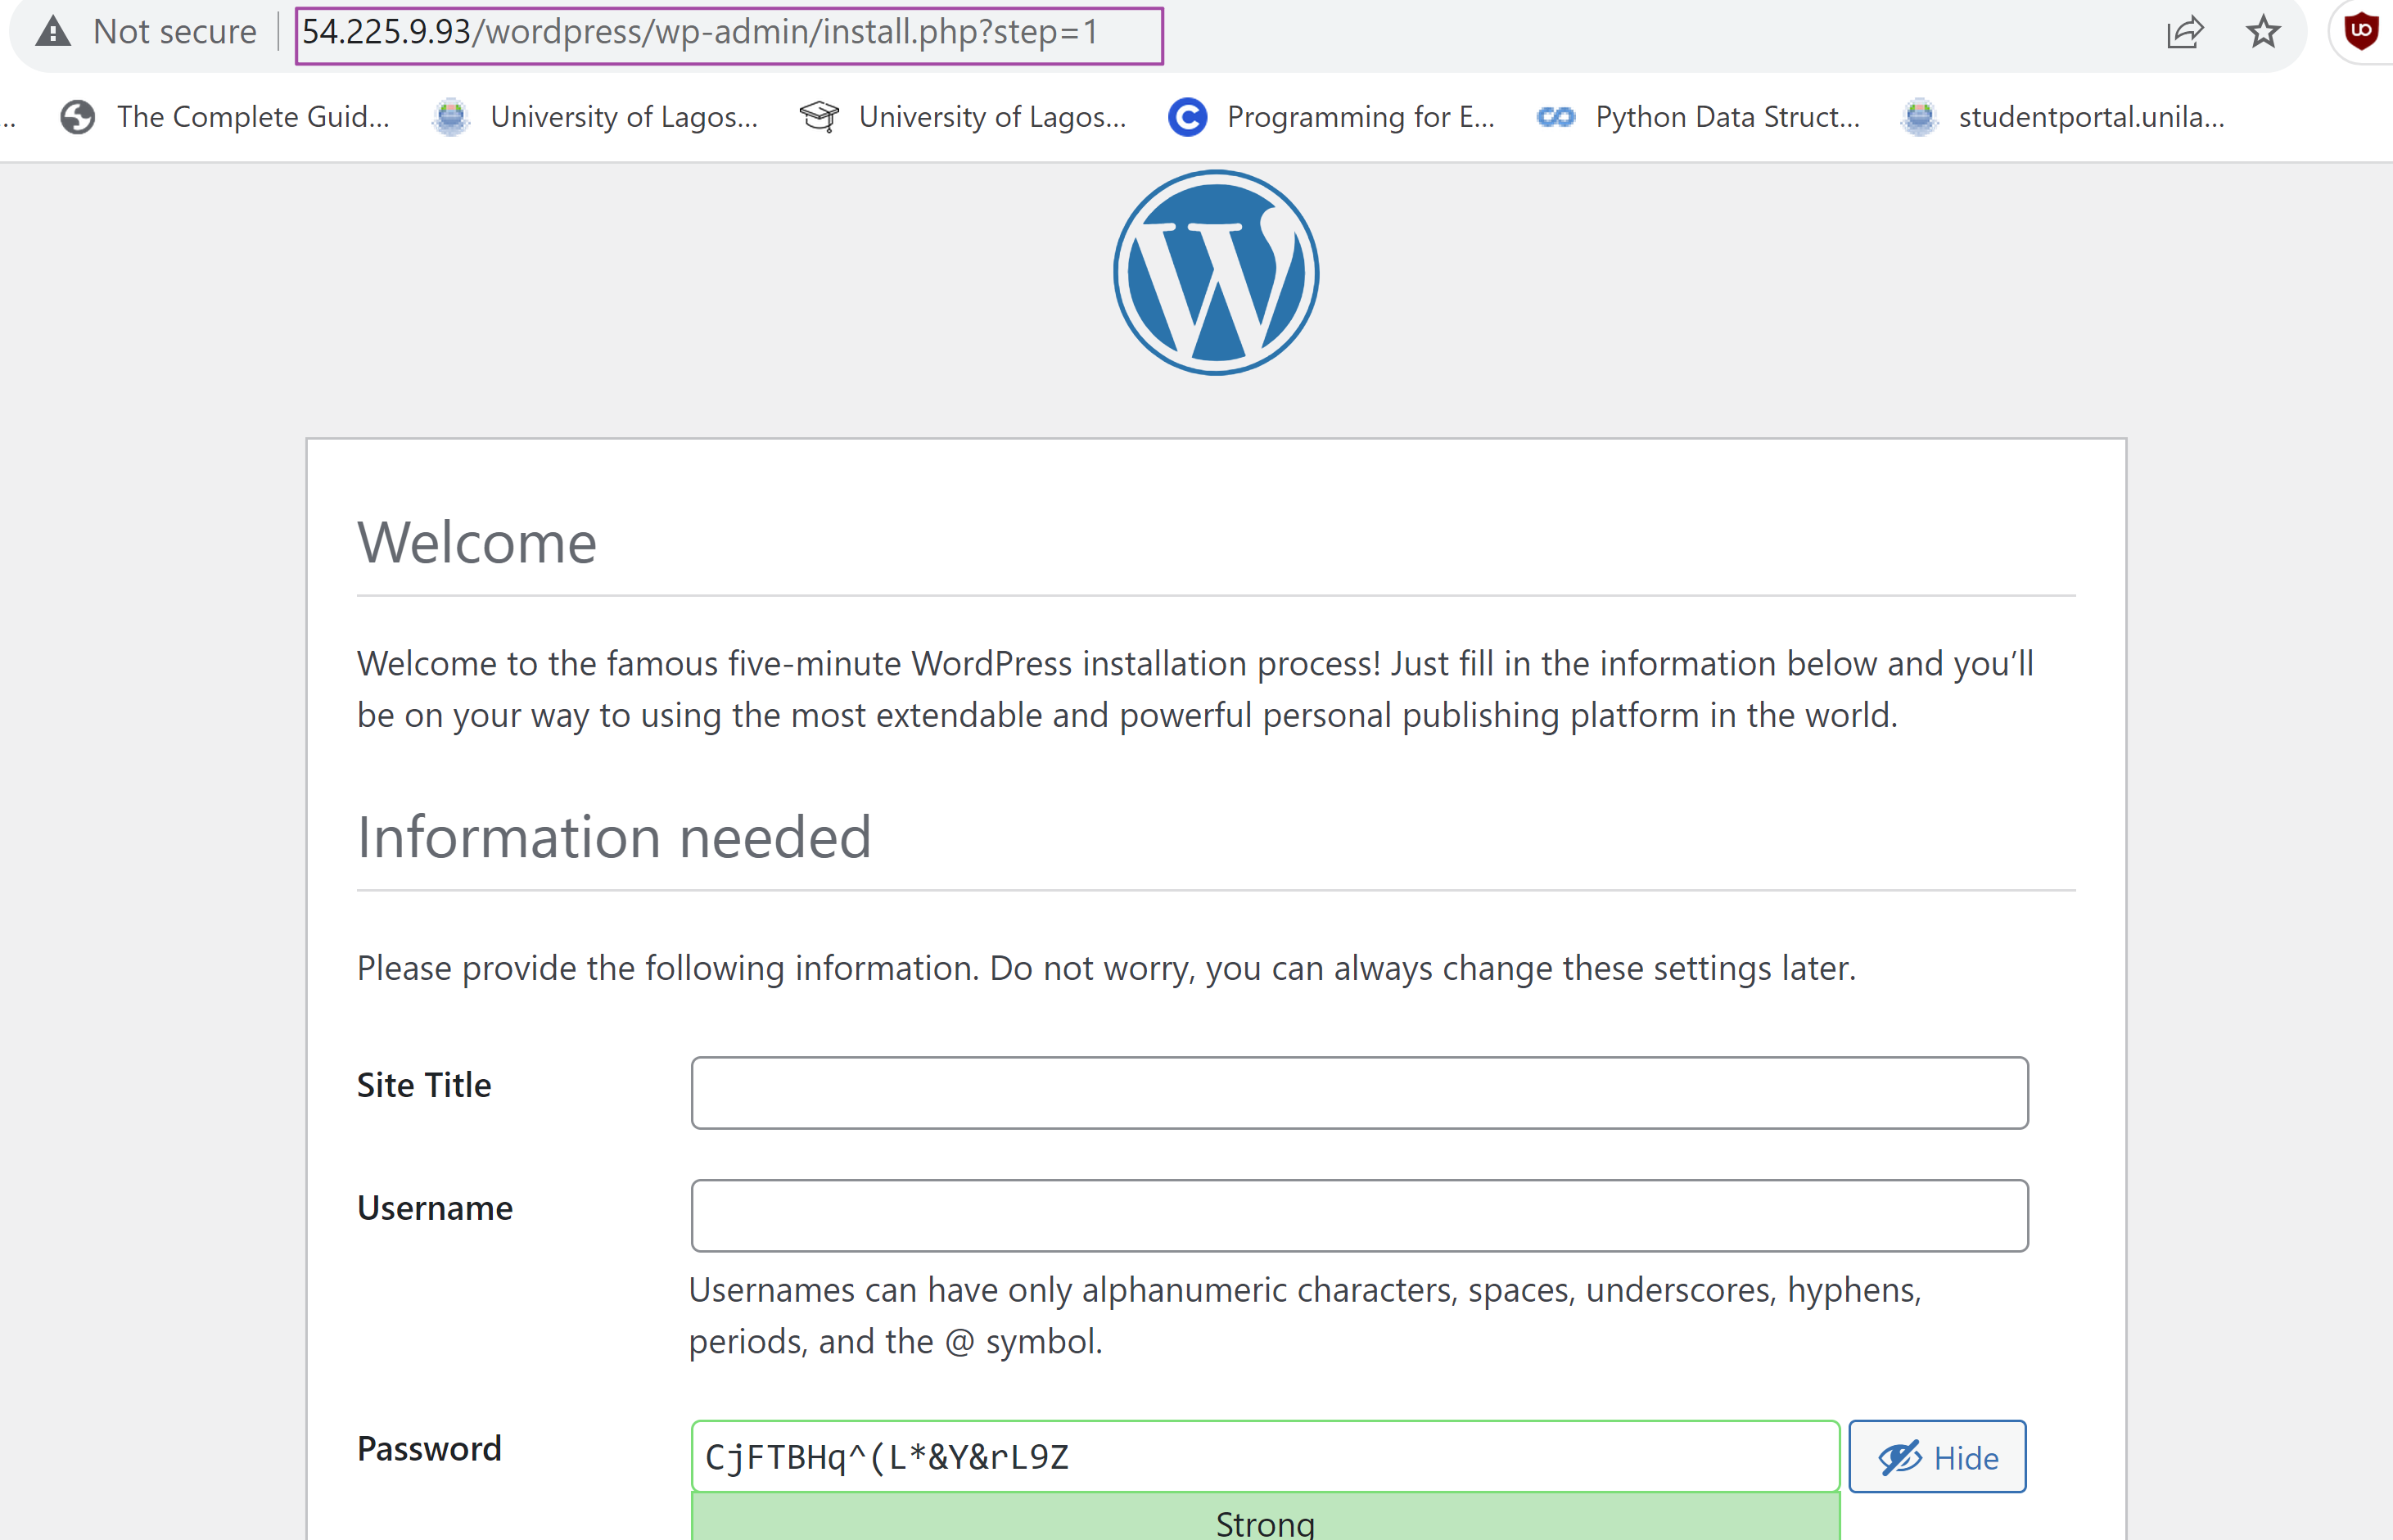 Not secure 54.225.9.93/wordpress/wp-admin/install.php?step=1
... The Complete Guid... University of Lagos... University of Lagos... Programming for E... Python Data Struct... studentportal.unila...
Welcome
Welcome to the famous five-minute WordPress installation process! Just fill in the information below and you’ll
be on your way to using the most extendable and powerful personal publishing platform in the world.
Information needed
Please provide the following information. Do not worry, you can always change these settings later.
Site Title
Username
Usernames can have only alphanumeric characters, spaces, underscores, hyphens,
periods, and the @ symbol.
Password CjFTBHq^(L*&Y&rL9Z Hide
Strong